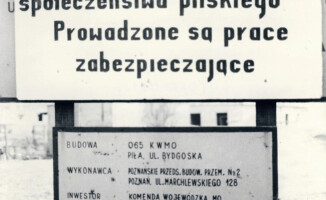 społeczeństwa pilskiego
Prowadzone są prace
zabezpieczające
BUDOWA 065 KWMO
PIŁA, UL. BYDGOSKA
WYKONAWCA POZNAŃSKIE PRZEDS. BUDOW. PRZEM. Nr 2
POZNAŃ, UL. MARCHLEWSKIEGO 128
INWESTOR KOMENDA WOJEWÓDZKA MO